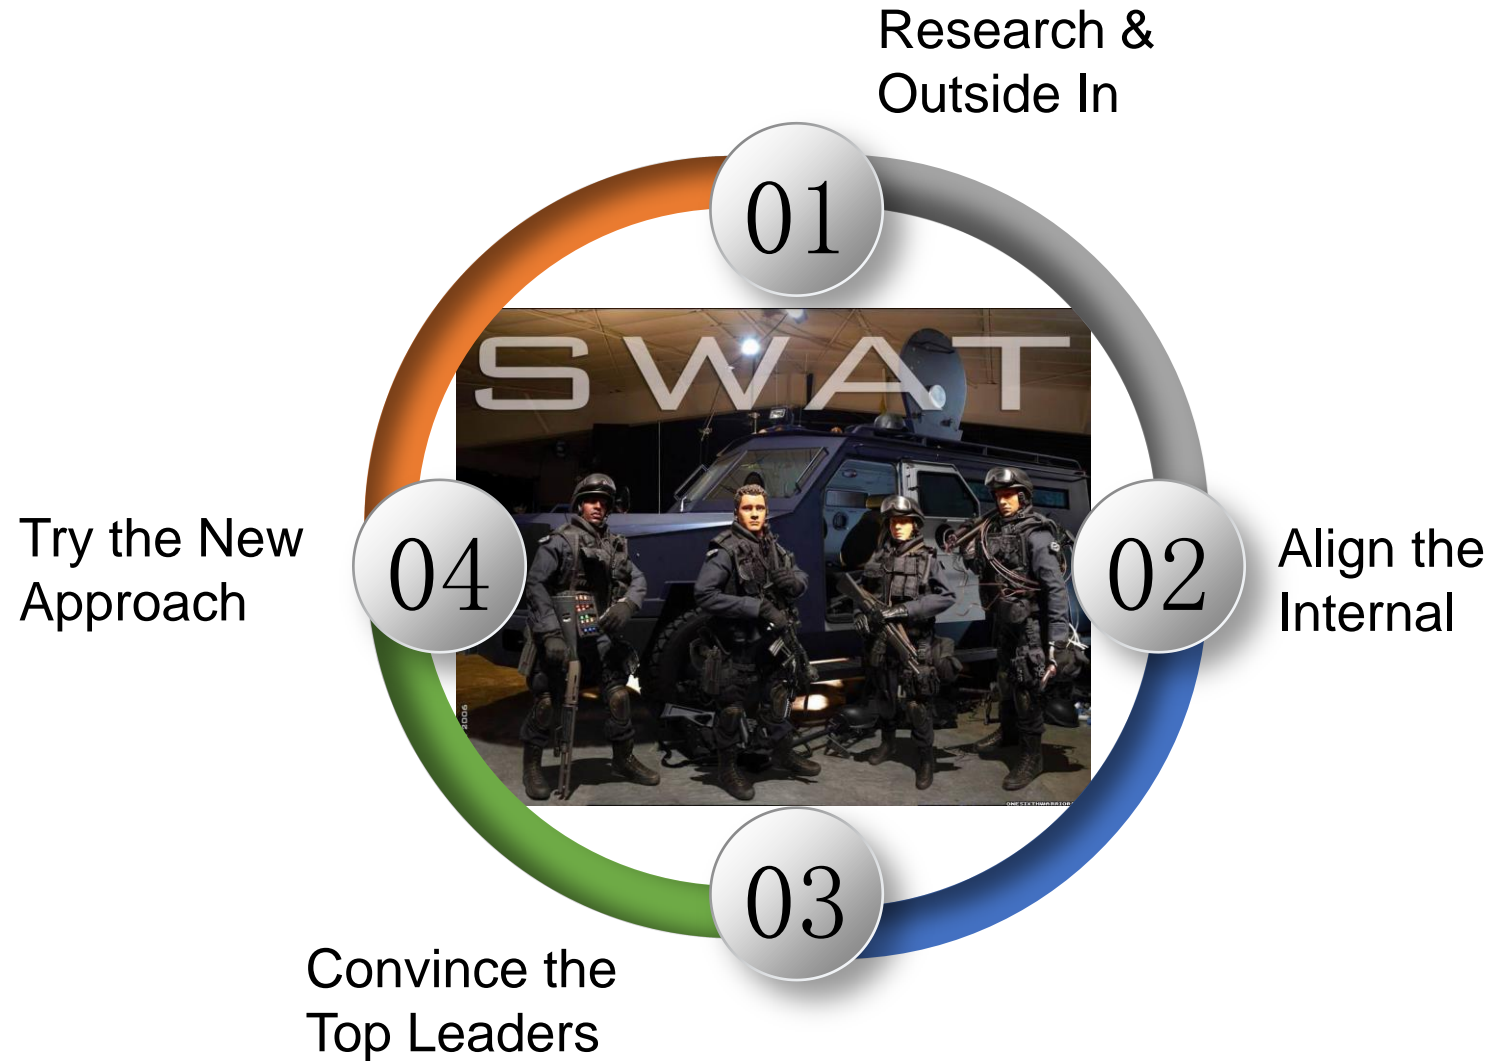 Research &
Outside In
01
SWAT
Try the New
Approach
04
02
Align the
Internal
2006
03
Convince the
Top Leaders